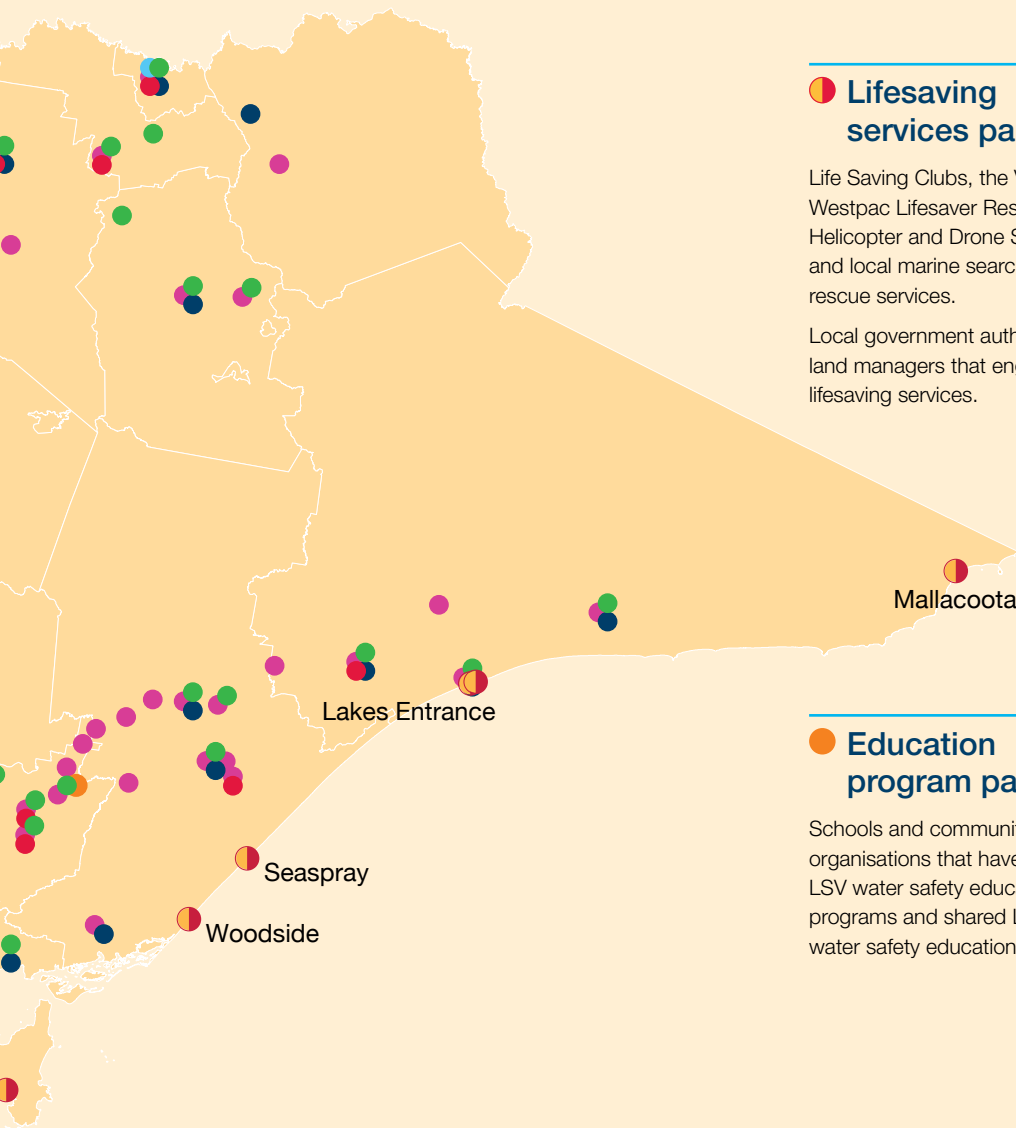 Lifesaving
services pa
Life Saving Clubs, the
Westpac Lifesaver Res
Helicopter and Drone
and local marine searc
rescue services.
Local government auth
land managers that eng
lifesaving services.
Mallacoota
Lakes Entrance
Education
program pa
Schools and communit
organisations that have
LSV water safety educ
programs and shared
water safety education
Seaspray
Woodside